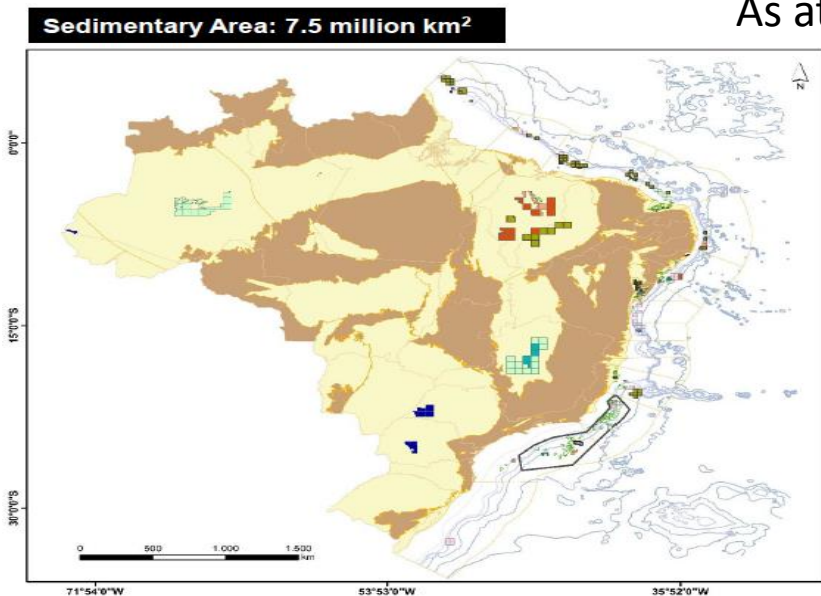 As at
Sedimentary Area: 7.5 million km²
N
0°0'0"
15°0'0"S
30°0'0"S
0 500 1.000 1.500
km
71°54'0"W 53°53'0"W 35°52'0"W